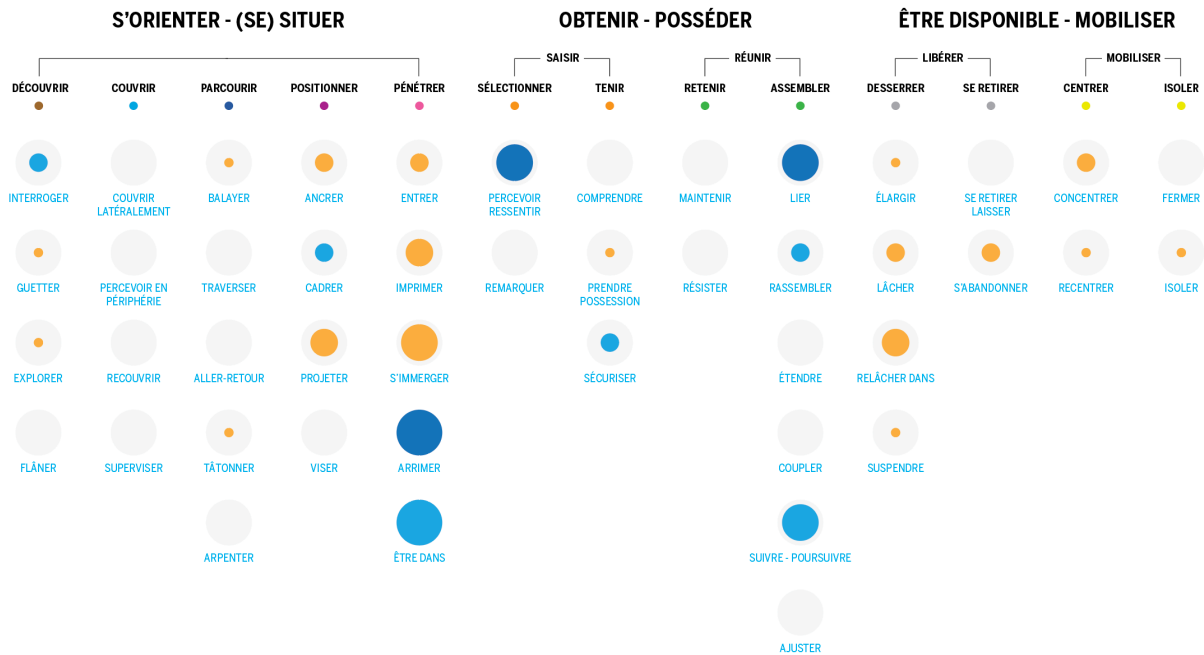 S'ORIENTER - (SE) SITUER
OBTENIR - POSSÉDER
ÊTRE DISPONIBLE - MOBILISER
SAISIR
RÉUNIR
LIBÉRER
MOBILISER
DÉCOUVRIR
COUVRIR
PARCOURIR
POSITIONNER
PÉNÉTRER
SÉLECTIONNER
TENIR
RETENIR
ASSEMBLER
DESSERRER
SE RETIRER
CENTRER
ISOLER
INTERROGER
COUVRIR
LATÉRALEMENT
BALAYER
ANCRER
ENTRER
PERCEVOIR
RESSENTIR
COMPRENDRE
MAINTENIR
LIER
ÉLARGIR
SE RETIRER
LAISSER
CONCENTRER
FERMER
GUETTER
PERCEVOIR EN
PÉRIPHÉRIE
TRAVERSER
CADRER
IMPRIMER
REMARQUER
PRENDRE
POSSESSION
RÉSISTER
RASSEMBLER
LÂCHER
S'ABANDONNER
RECENTRER
ISOLER
EXPLORER
RECOUVRIR
ALLER-RETOUR
PROJETER
S'IMMERGER
SÉCURISER
ÉTENDRE
RELÂCHER DANS
FLÂNER
SUPERVISER
TÂTONNER
VISER
ARRIMER
COUPLER
SUSPENDRE
ARPENTER
ÊTRE DANS
SUIVRE - POURSUIVRE
AJUSTER